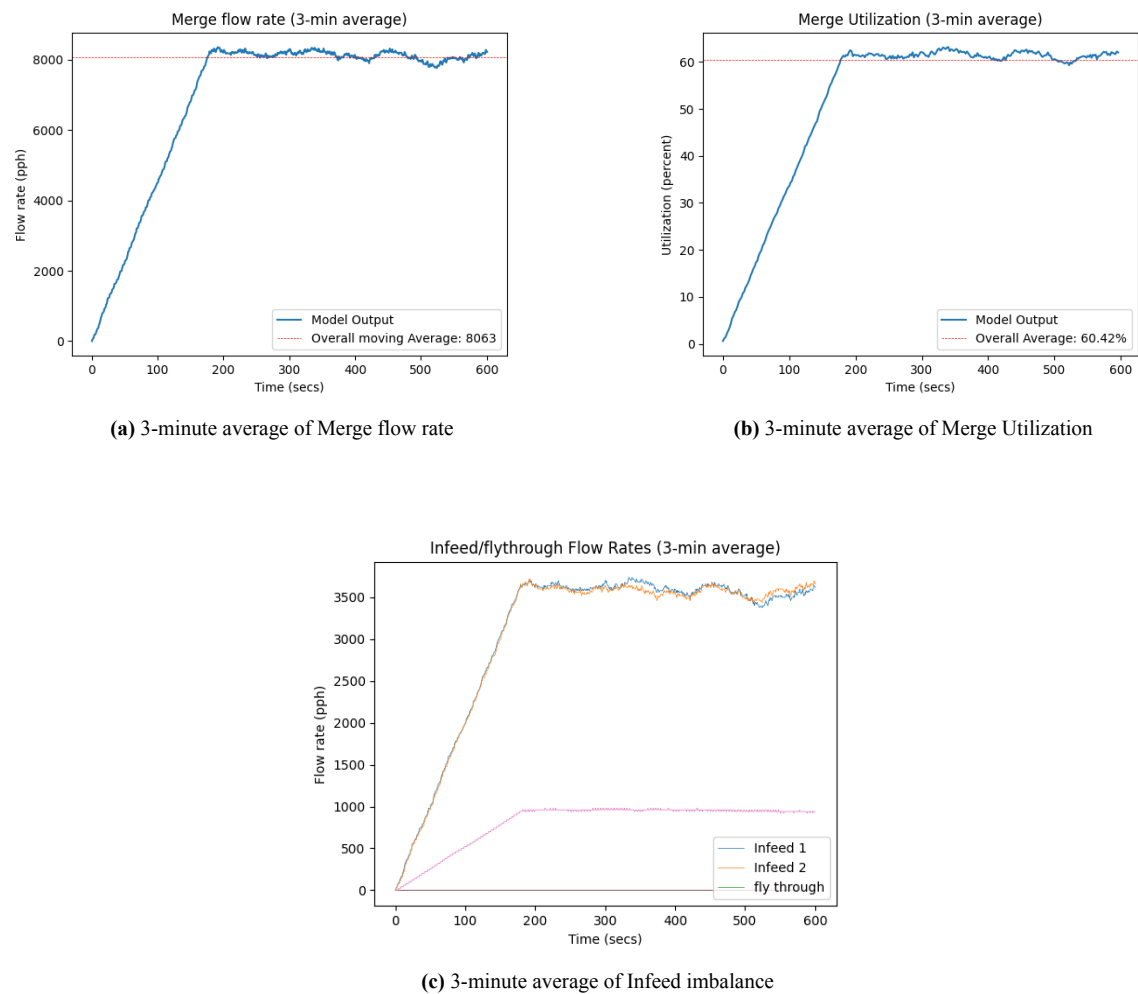 Merge flow rate (3-min average)
8000
6000
4000
2000
0
Flow rate (pph)
Model Output
Overall moving Average: 8063
0 100 200 300 400 500 600
Time (secs)
(a) 3-minute average of Merge flow rate
Merge Utilization (3-min average)
60
50
40
30
20
10
0
Utilization (percent)
Model Output
Overall Average: 60.42%
0 100 200 300 400 500 600
Time (secs)
(b) 3-minute average of Merge Utilization
Infeed/flythrough Flow Rates (3-min average)
3500
3000
2500
2000
1500
1000
500
0
Flow rate (pph)
Infeed 1
Infeed 2
fly through
0 100 200 300 400 500 600
Time (secs)
(c) 3-minute average of Infeed imbalance